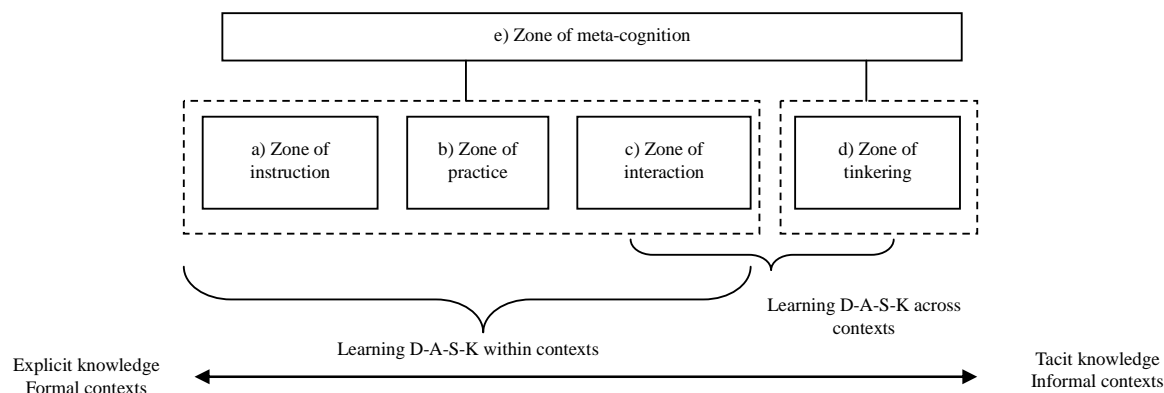 e) Zone of meta-cognition
a) Zone of
instruction
b) Zone of
practice
c) Zone of
interaction
d) Zone of
tinkering
Learning D-A-S-K across
contexts
Learning D-A-S-K within contexts
Explicit knowledge
Formal contexts
Tacit knowledge
Informal contexts